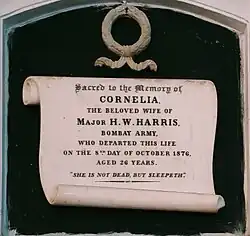 Sacred to the Memory of
CORNELIA,
THE BELOVED WIFE OF
MAJOR H.W. HARRIS,
BOMBAY ARMY,
WHO DEPARTED THIS LIFE
ON THE 8TH DAY OF OCTOBER 1876,
AGED 26 YEARS.
"SHE IS NOT DEAD, BUT SLEEPETH."